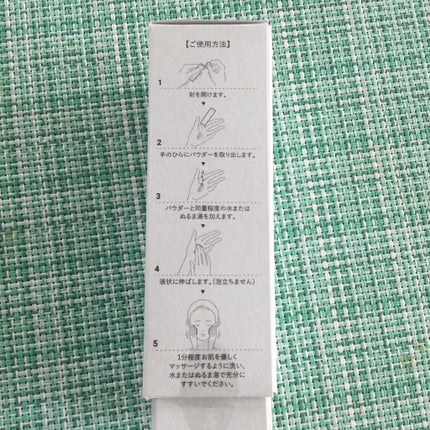 【ご使用方法】
1
封を開けます。
2
手のひらにパウダーを取り出します。
3
パウダーと同量程度の水または
ぬるま湯を加えます。
4
液状に伸ばします。(泡立ちません)
5
1分程度お肌を優しく
マッサージするように洗い、
水またはぬるま湯で充分に
すすいでください。